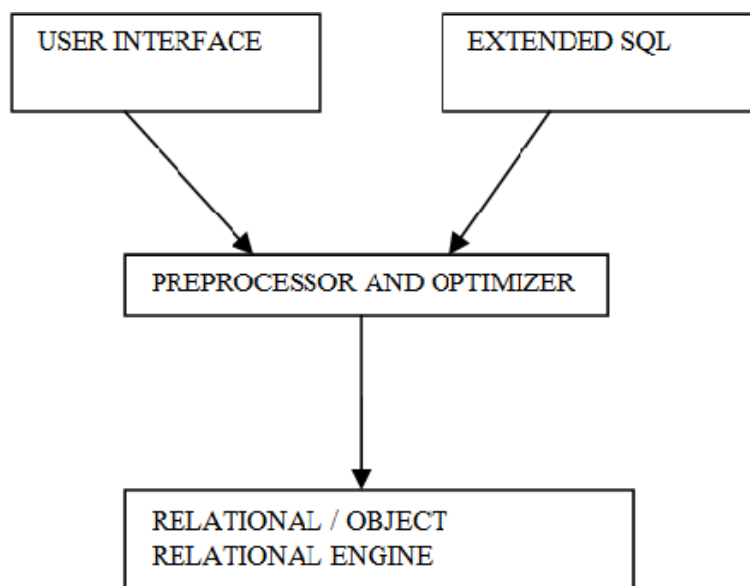 USER INTERFACE
EXTENDED SQL
PREPROCESSOR AND OPTIMIZER
RELATIONAL / OBJECT
RELATIONAL ENGINE